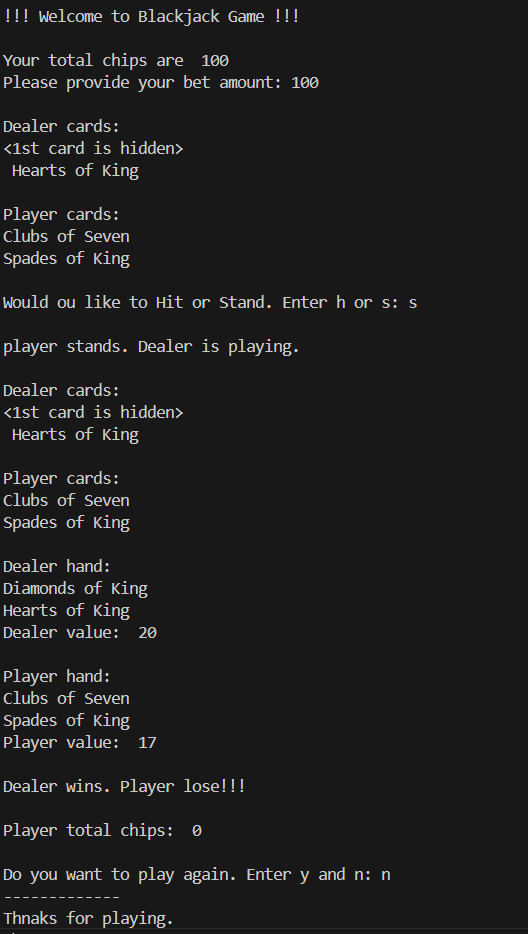 !!! Welcome to Blackjack Game !!!
Your total chips are  100
Please provide your bet amount: 100
Dealer cards:
<1st card is hidden>
 Hearts of King
Player cards:
Clubs of Seven
Spades of King
Would ou like to Hit or Stand. Enter h or s: s
player stands. Dealer is playing.
Dealer cards:
<1st card is hidden>
 Hearts of King
Player cards:
Clubs of Seven
Spades of King
Dealer hand:
Diamonds of King
Hearts of King
Dealer value:  20
Player hand:
Clubs of Seven
Spades of King
Player value:  17
Dealer wins. Player lose!!!
Player total chips:  0
Do you want to play again. Enter y and n: n
-------------
Thnaks for playing.